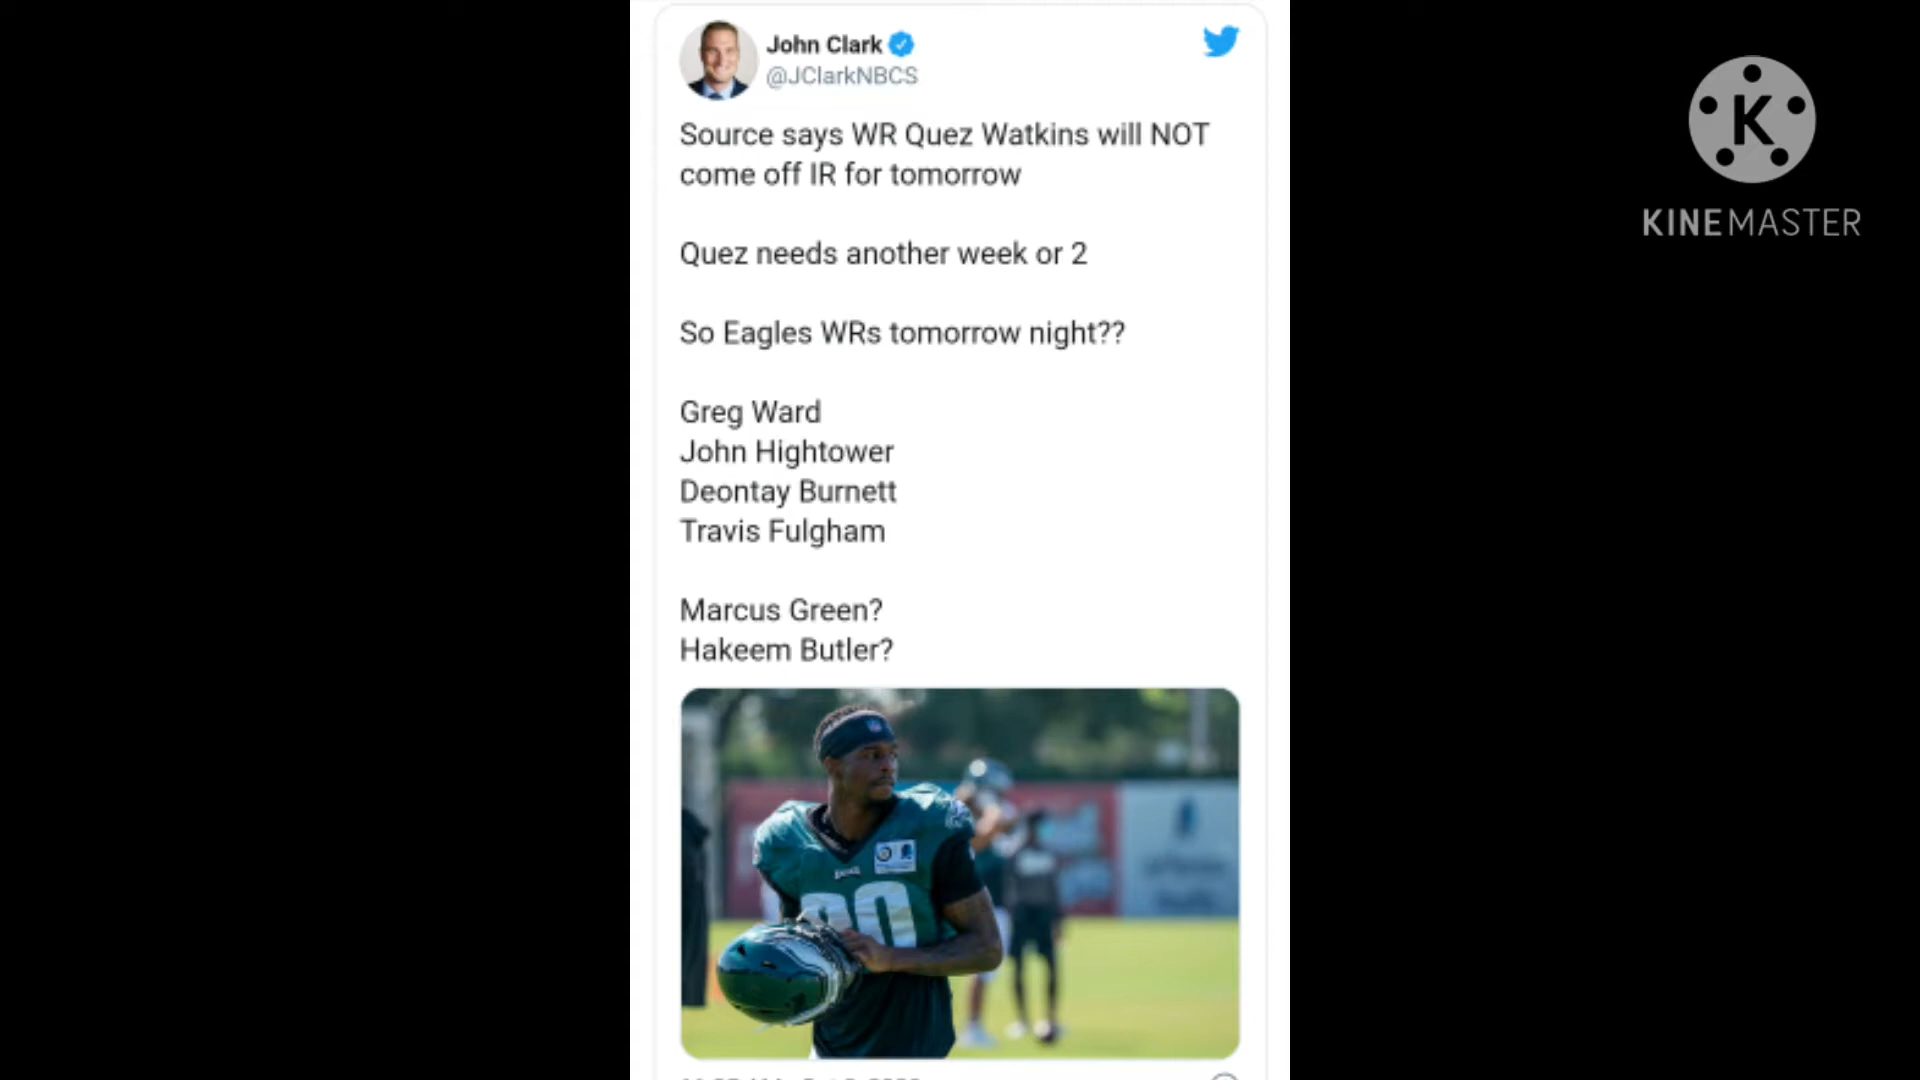 John Clark
@JClarkNBCS
Source says WR Quez Watkins will NOT
come off IR for tomorrow
Quez needs another week or 2
So Eagles WRs tomorrow night??
Greg Ward
John Hightower
Deontay Burnett
Travis Fulgham
Marcus Green?
Hakeem Butler?
K
KINEMASTER